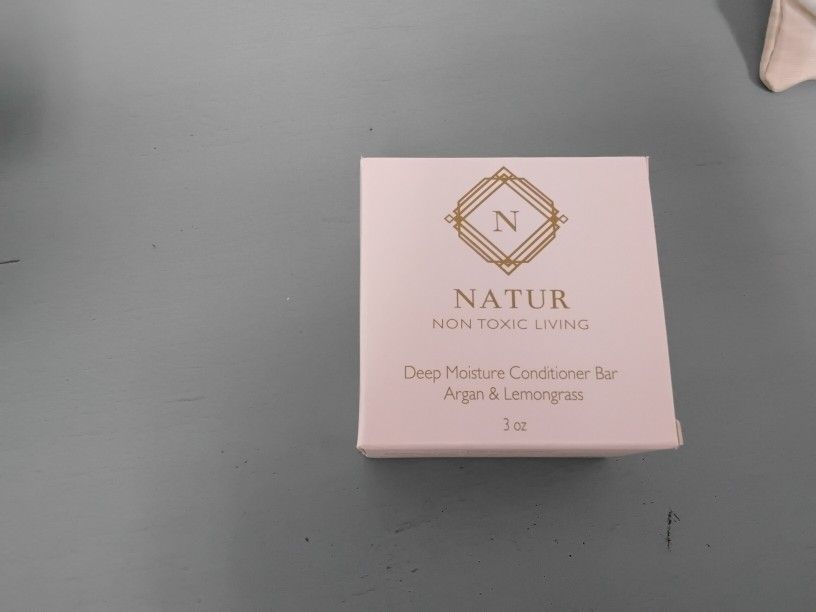 N
NATUR
NON TOXIC LIVING
Deep Moisture Conditioner Bar
Argan & Lemongrass
3 oz